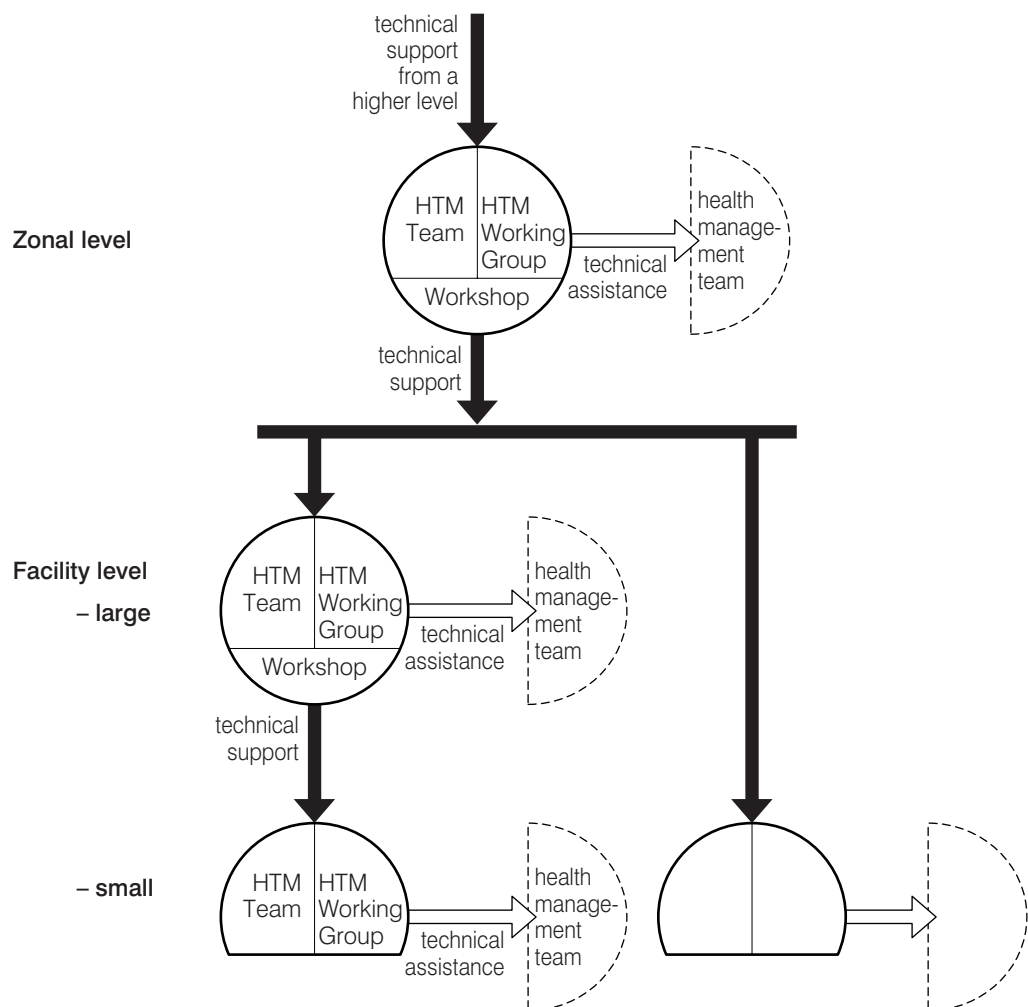 technical
support
from a
higher level
Zonal level
HTM
Team
HTM
Working
Group
Workshop
technical
assistance
health
manage-
ment
team
technical
support
Facility level
– large
HTM
Team
HTM
Working
Group
Workshop
technical
assistance
health
manage-
ment
team
technical
support
– small
HTM
Team
HTM
Working
Group
technical
assistance
health
manage-
ment
team